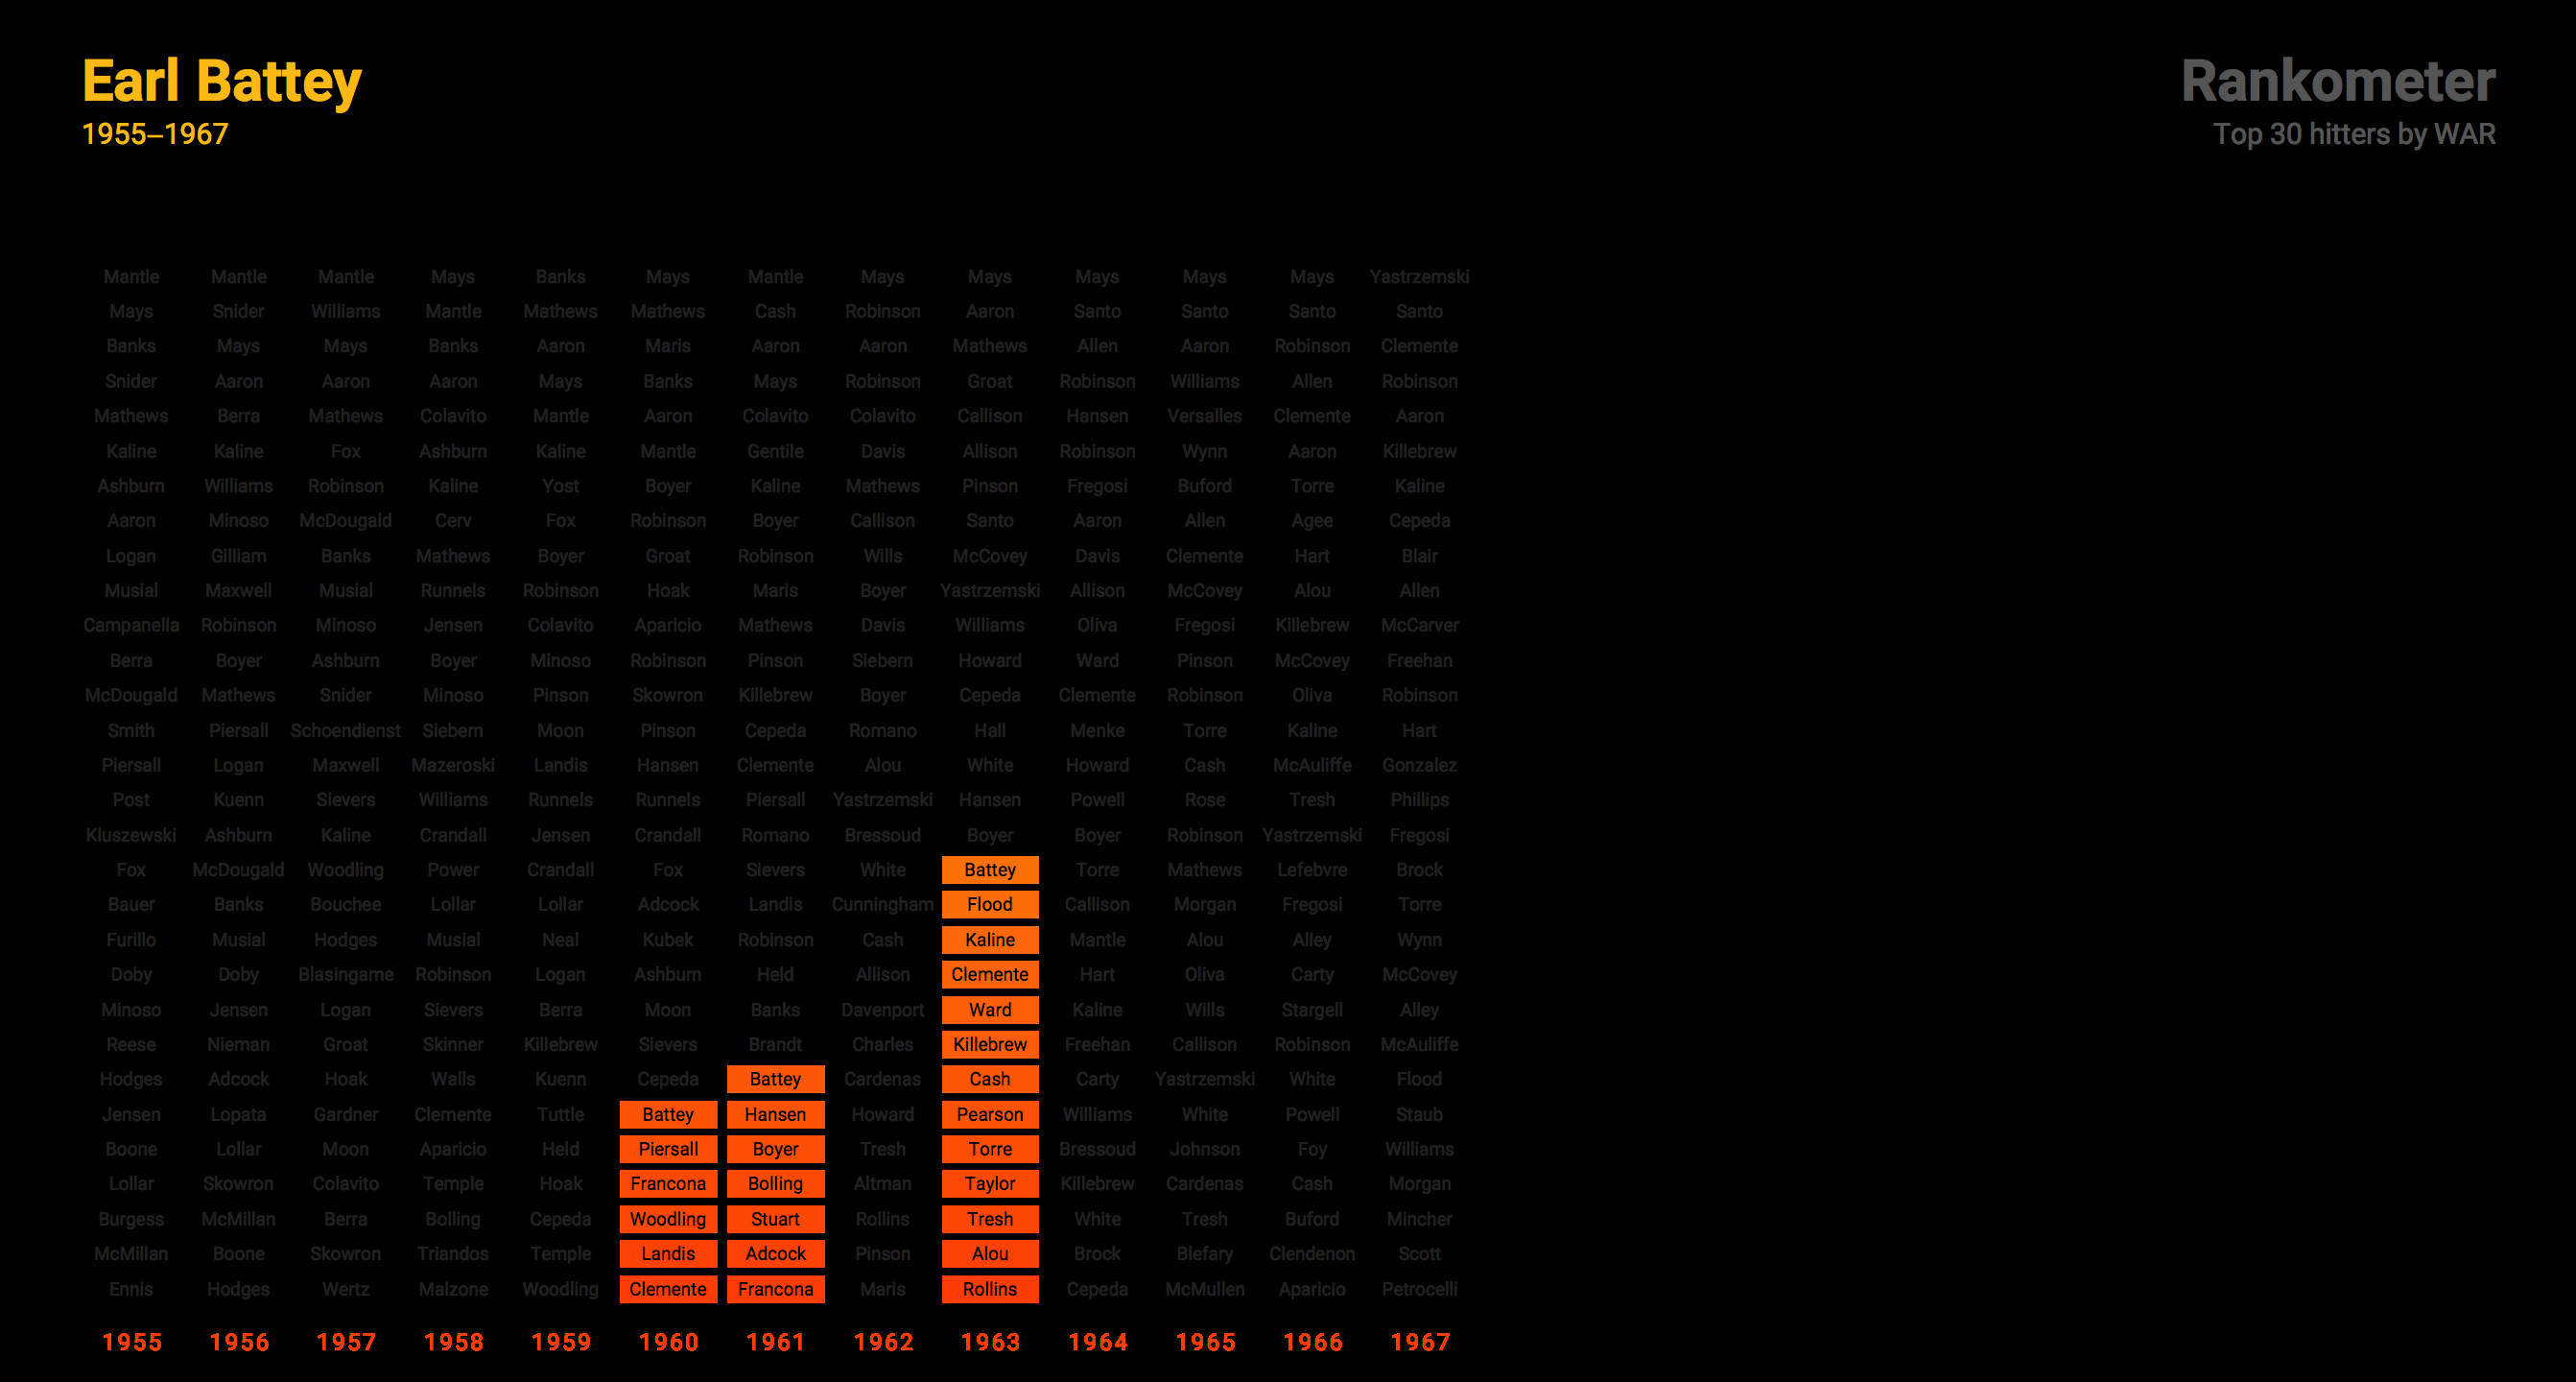 Earl Battey
1955–1967
Rankometer
Top 30 hitters by WAR
Mantle Mantle Mantle Mays Banks Mays Mantle Mays Mays Mays Mays Mays Yastrzemski
Mays Snider Williams Mantle Mathews Mathews Cash Robinson Aaron Santo Santo Santo Santo
Banks Mays Mays Banks Aaron Maris Aaron Aaron Mathews Allen Aaron Robinson Clemente
Snider Aaron Aaron Aaron Mays Banks Mays Robinson Groat Robinson Williams Allen Robinson
Mathews Berra Mathews Colavito Mantle Aaron Colavito Colavito Callison Hansen Versalles Clemente Aaron
Kaline Kaline Fox Ashburn Kaline Mantle Gentile Davis Allison Robinson Wynn Aaron Killebrew
Ashburn Williams Robinson Kaline Yost Boyer Kaline Mathews Pinson Fregosi Buford Torre Kaline
Aaron Minoso McDougald Cerv Fox Robinson Boyer Callison Santo Aaron Allen Agee Cepeda
Logan Gilliam Banks Mathews Boyer Groat Robinson Wills McCovey Davis Clemente Hart Blair
Musial Maxwell Musial Runnels Robinson Hoak Maris Boyer Yastrzemski Allison McCovey Alou Allen
Campanella Robinson Minoso Jensen Colavito Aparicio Mathews Davis Williams Oliva Fregosi Killebrew McCarver
Berra Boyer Ashburn Boyer Minoso Robinson Pinson Siebern Howard Ward Pinson McCovey Freehan
McDougald Mathews Snider Minoso Pinson Skowron Killebrew Boyer Cepeda Clemente Robinson Oliva Robinson
Smith Piersall Schoendienst Siebern Moon Pinson Cepeda Romano Hall Menke Torre Kaline Hart
Piersall Logan Maxwell Mazeroski Landis Hansen Clemente Alou White Howard Cash McAuliffe Gonzalez
Post Kuenn Sievers Williams Runnels Runnels Piersall Yastrzemski Hansen Powell Rose Tresh Phillips
Kluszewski Ashburn Kaline Crandall Jensen Crandall Romano Bressoud Boyer Boyer Robinson Yastrzemski Fregosi
Fox McDougald Woodling Power Crandall Fox Sievers White Battey Torre Mathews Lefebvre Brock
Bauer Banks Bouchee Lollar Lollar Adcock Landis Cunningham Flood Callison Morgan Fregosi Torre
Furillo Musial Hodges Musial Neal Kubek Robinson Cash Kaline Mantle Alou Alley Wynn
Doby Doby Blasingame Robinson Logan Ashburn Held Allison Clemente Hart Oliva Carty McCovey
Minoso Jensen Logan Sievers Berra Moon Banks Davenport Ward Kaline Wills Stargell Alley
Reese Nieman Groat Skinner Killebrew Sievers Brandt Charles Killebrew Freehan Callison Robinson McAuliffe
Hodges Adcock Hoak Walls Kuenn Cepeda Battey Cardenas Cash Carty Yastrzemski White Flood
Jensen Lopata Gardner Clemente Tuttle Battey Hansen Howard Pearson Williams White Powell Staub
Boone Lollar Moon Aparicio Held Piersall Boyer Tresh Torre Bressoud Johnson Foy Williams
Lollar Skowron Colavito Temple Hoak Francona Bolling Altman Taylor Killebrew Cardenas Cash Morgan
Burgess McMillan Berra Bolling Cepeda Woodling Stuart Rollins Tresh White Tresh Buford Mincher
McMillan Boone Skowron Triandos Temple Landis Adcock Pinson Alou Brock Blefary Clendenon Scott
Ennis Hodges Wertz Malzone Woodling Clemente Francona Maris Rollins Cepeda McMullen Aparicio Petrocelli
1955 1956 1957 1958 1959 1960 1961 1962 1963 1964 1965 1966 1967